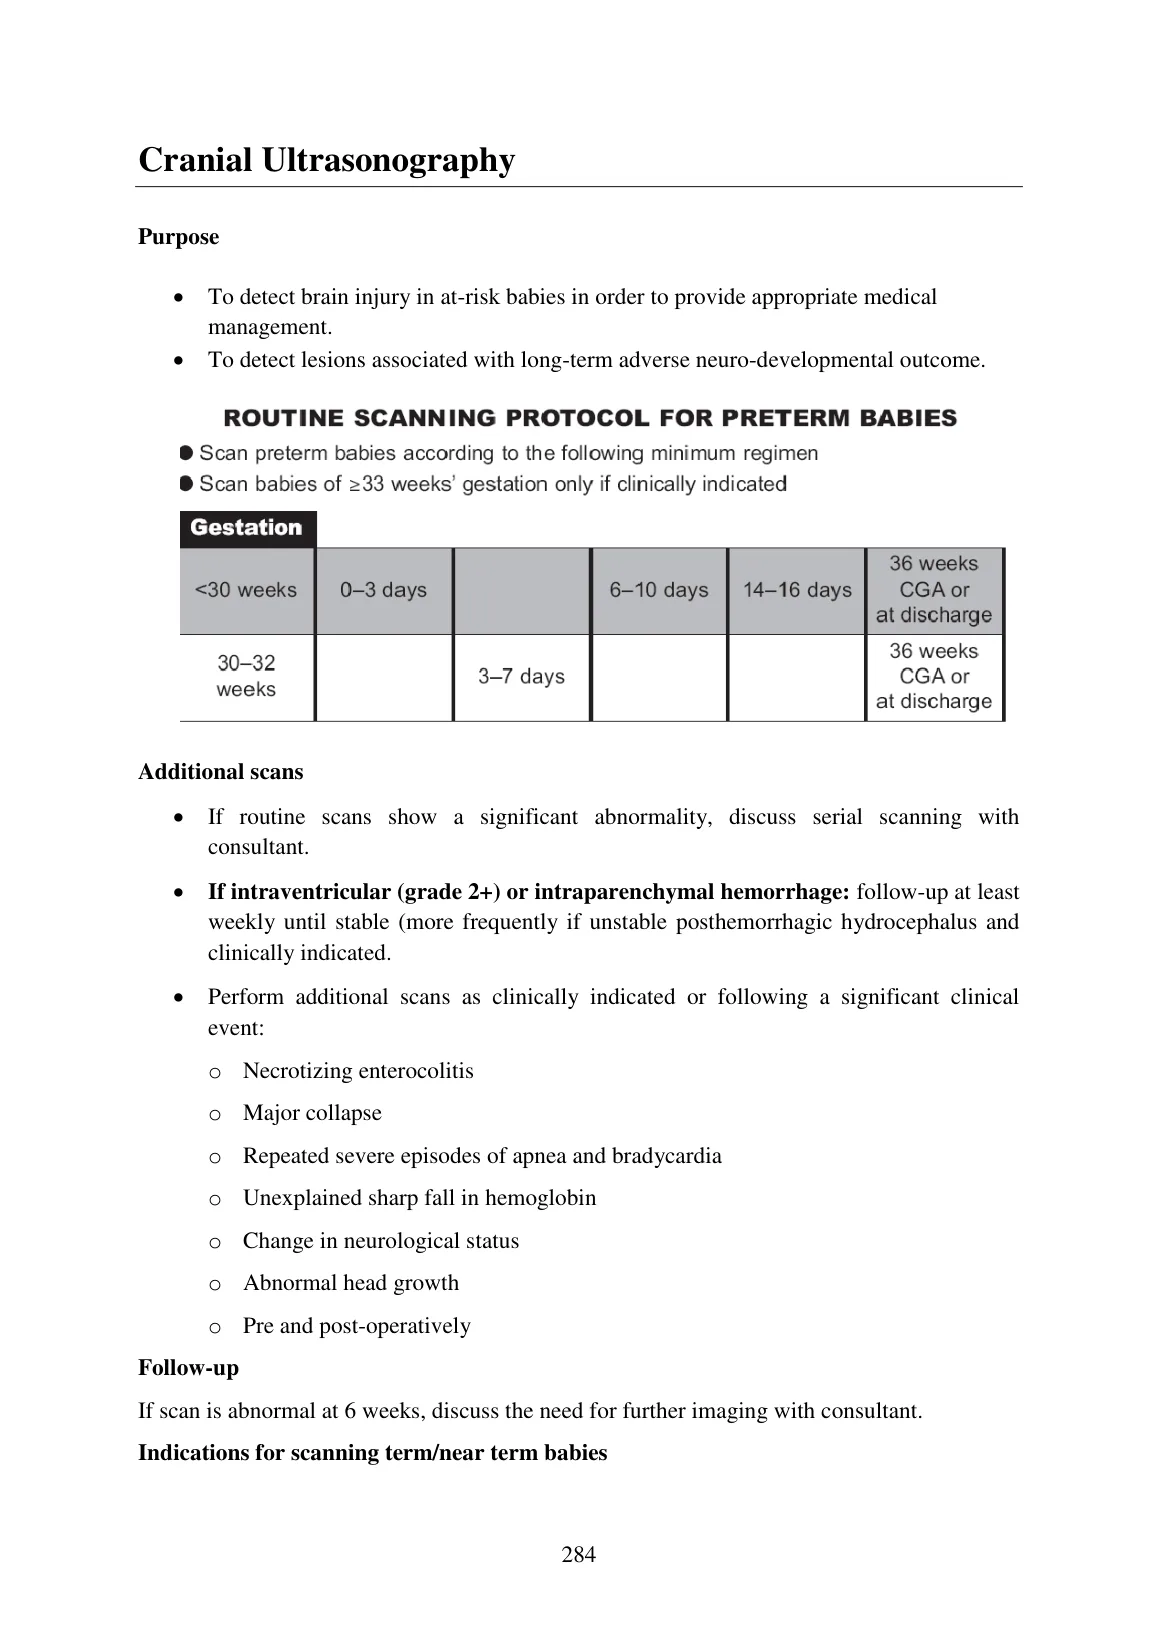 Cranial Ultrasonography
Purpose
• To detect brain injury in at-risk babies in order to provide appropriate medical
management.
• To detect lesions associated with long-term adverse neuro-developmental outcome.
ROUTINE SCANNING PROTOCOL FOR PRETERM BABIES
● Scan preterm babies according to the following minimum regimen
● Scan babies of ≥33 weeks' gestation only if clinically indicated
Gestation
<30 weeks 0–3 days 6–10 days 14–16 days 36 weeks
CGA or
at discharge
30–32
weeks 3–7 days 36 weeks
CGA or
at discharge
Additional scans
• If routine scans show a significant abnormality, discuss serial scanning with
consultant.
• If intraventricular (grade 2+) or intraparenchymal hemorrhage: follow-up at least
weekly until stable (more frequently if unstable posthemorrhagic hydrocephalus and
clinically indicated.
• Perform additional scans as clinically indicated or following a significant clinical
event:
o Necrotizing enterocolitis
o Major collapse
o Repeated severe episodes of apnea and bradycardia
o Unexplained sharp fall in hemoglobin
o Change in neurological status
o Abnormal head growth
o Pre and post-operatively
Follow-up
If scan is abnormal at 6 weeks, discuss the need for further imaging with consultant.
Indications for scanning term/near term babies
284